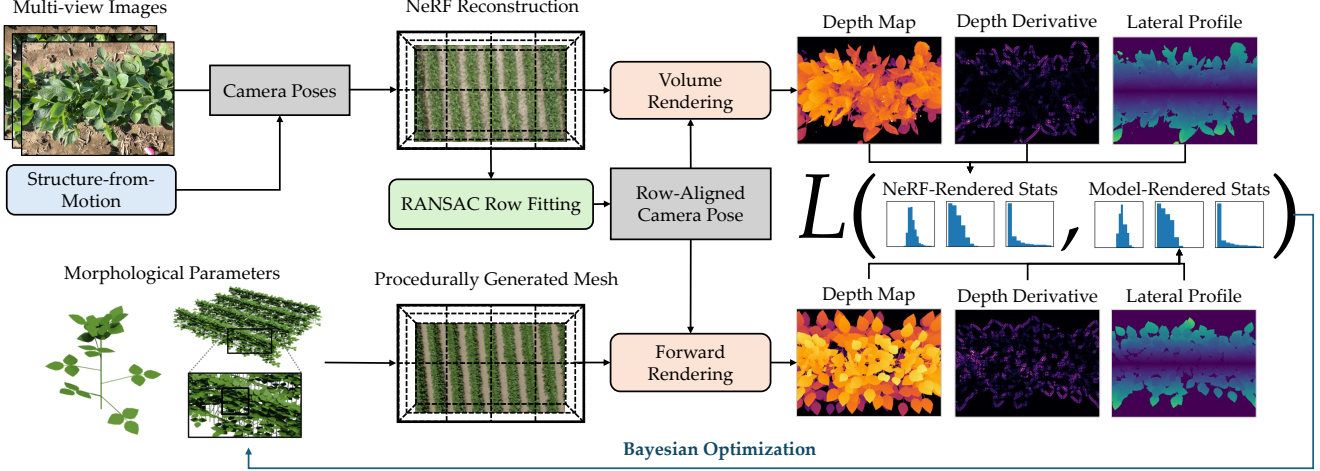 Multi-view Images
NeRF Reconstruction
Depth Map
Depth Derivative
Lateral Profile
Camera Poses
Volume
Rendering
Structure-from-
Motion
RANSAC Row Fitting
Row-Aligned
Camera Pose
L(
NeRF-Rendered Stats
,
Model-Rendered Stats
)
Morphological Parameters
Procedurally Generated Mesh
Depth Map
Depth Derivative
Lateral Profile
Forward
Rendering
Bayesian Optimization